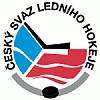 ČESKÝ SVAZ LEDNÍHO HOKEJE